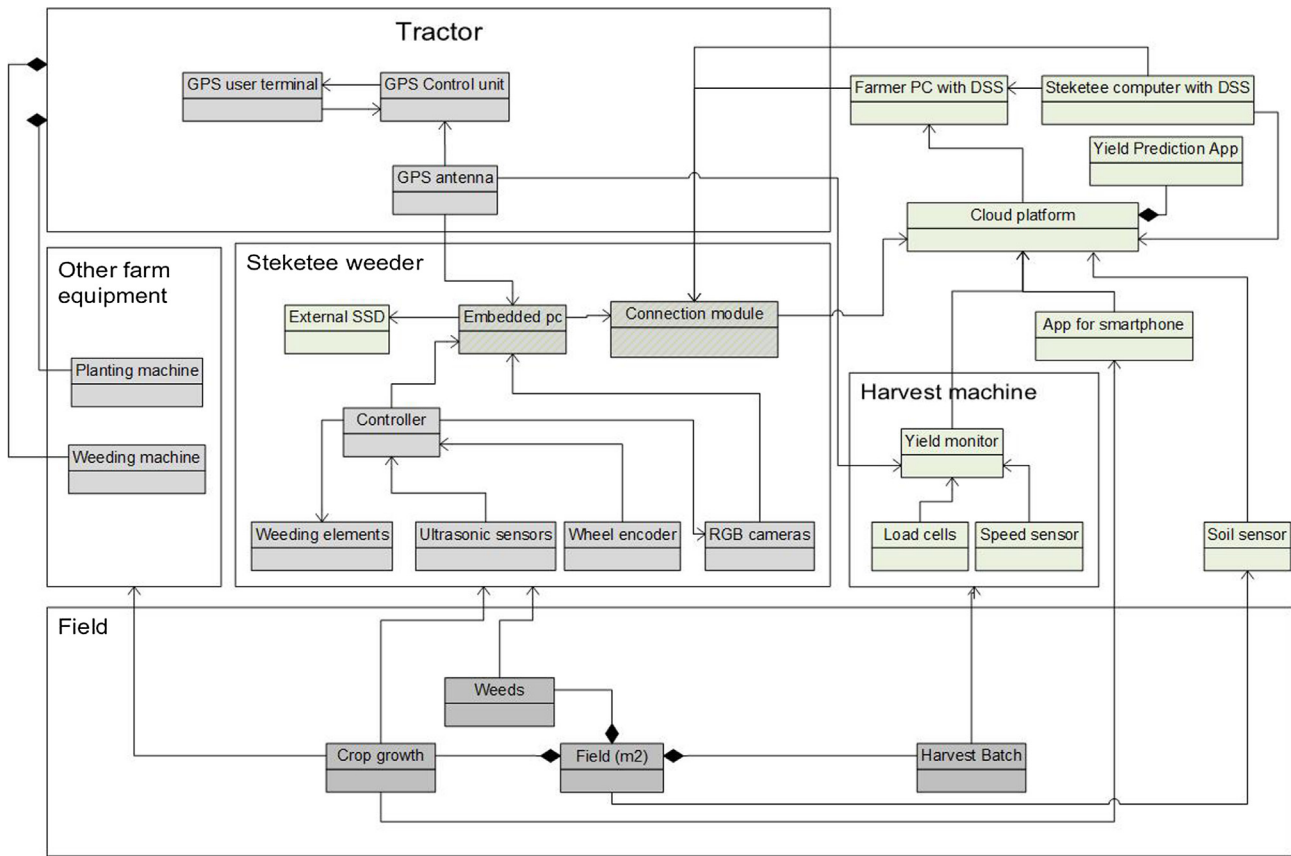 Tractor
GPS user terminal
GPS Control unit
GPS antenna
Farmer PC with DSS
Steketee computer with DSS
Yield Prediction App
Cloud platform
Other farm
equipment
Planting machine
Weeding machine
Steketee weeder
External SSD
Embedded pc
Connection module
Controller
Weeding elements
Ultrasonic sensors
Wheel encoder
RGB cameras
App for smartphone
Harvest machine
Yield monitor
Load cells
Speed sensor
Soil sensor
Field
Weeds
Crop growth
Field (m2)
Harvest Batch